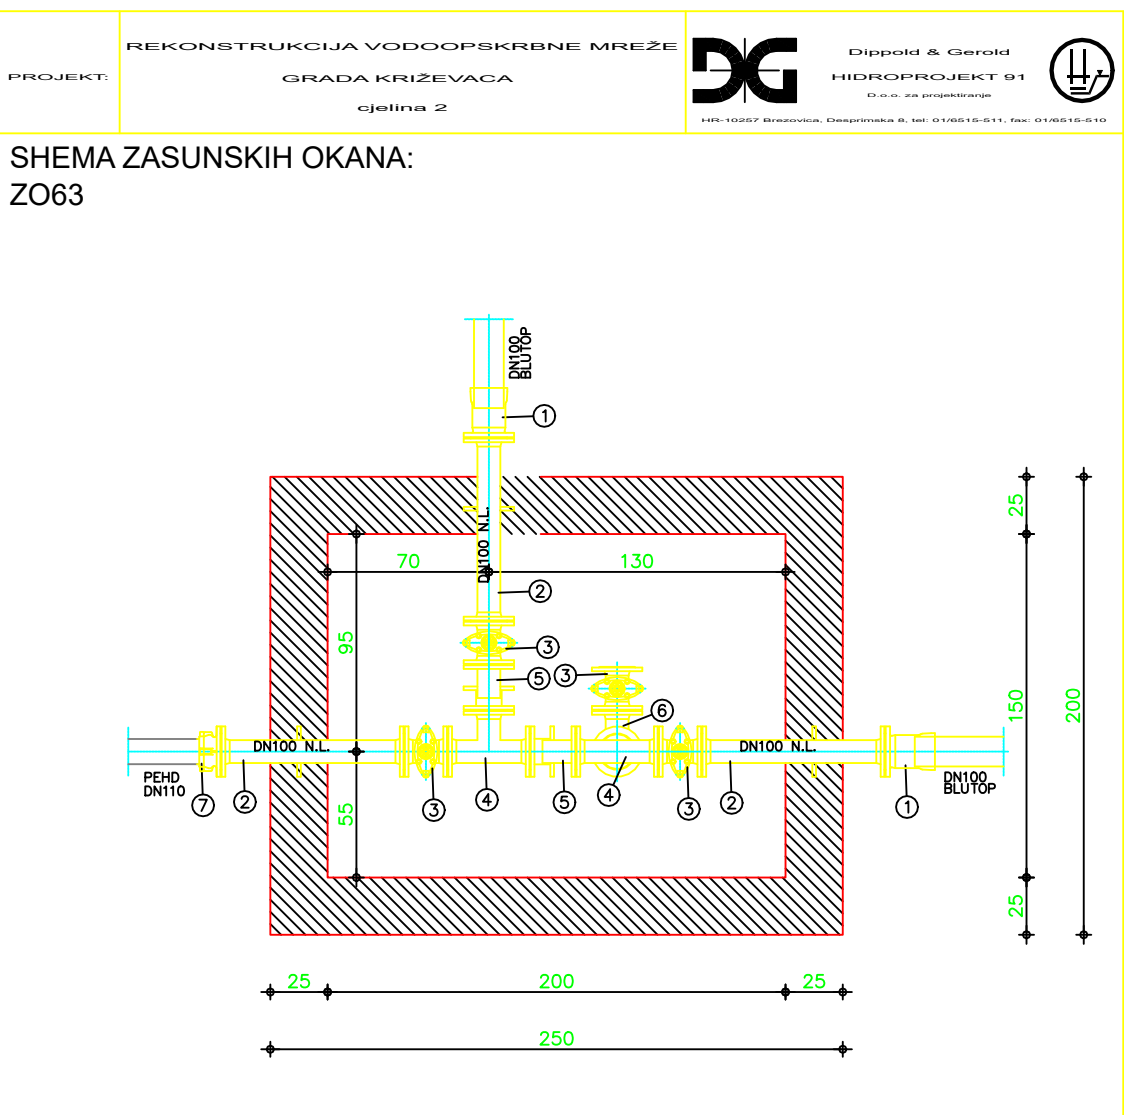 PROJEKT:
REKONSTRUKCIJA VODOOPSKRBNE MREŽE
GRADA KRIŽEVACA
cjelina 2
DG
Dippold & Gerold
HIDROPROJEKT 91
D.o.o. za projektiranje
HR-10257 Brezovica, Desprimska 8, tel: 01/6515-511, fax: 01/6515-510
SHEMA ZASUNSKIH OKANA:
ZO63
DN100
BLUTOP
1
25
DN100 N.L.
70
130
2
95
3
5
3
6
150
200
DN100 N.L.
DN100 N.L.
PEHD
DN110
7
2
3
4
5
4
3
2
1
DN100
BLUTOP
55
25
25
200
25
250